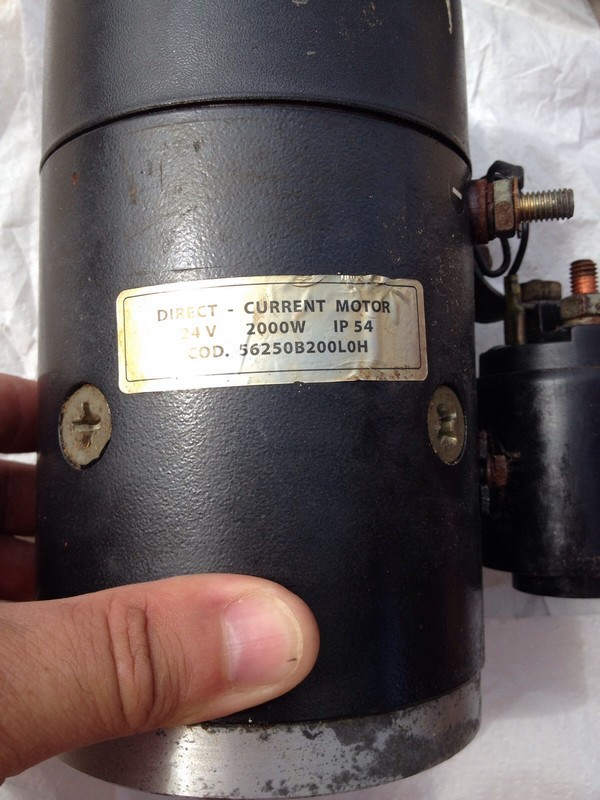 DIRECT - CURRENT MOTOR
24 V 2000W IP 54
COD. 56250B200L0H